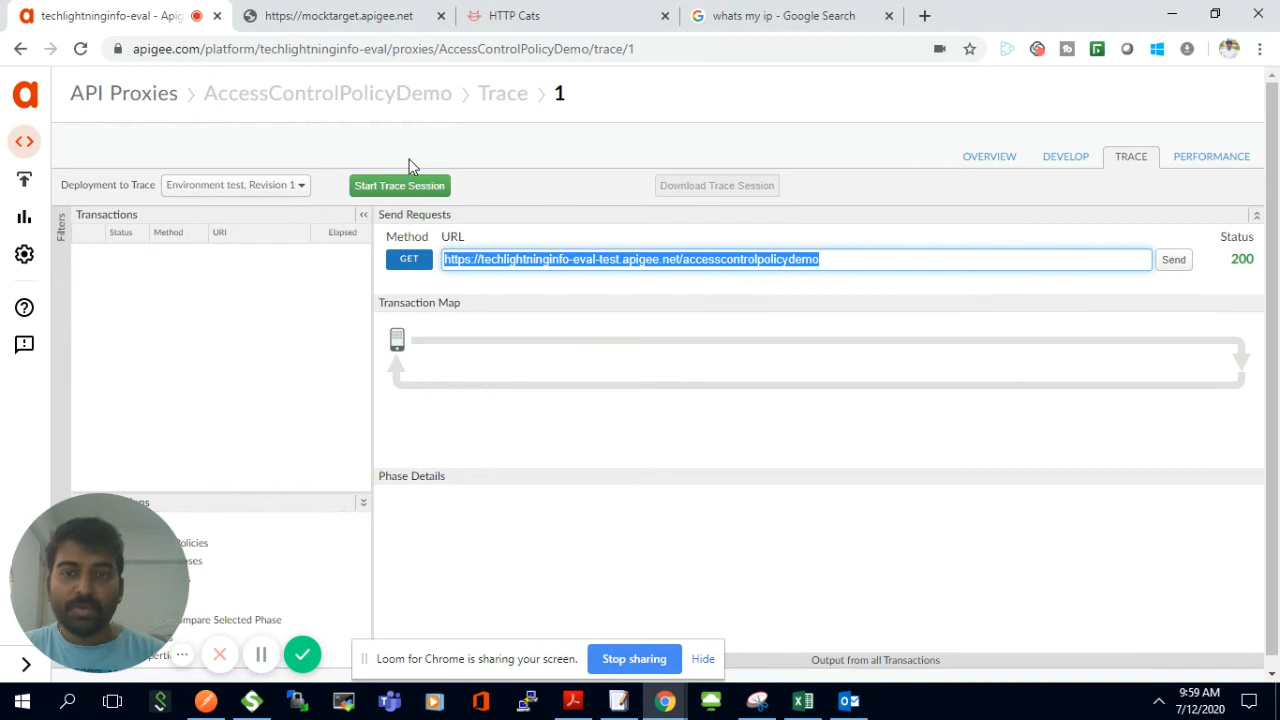 techlightninginfo-eval - Apig
https://mocktarget.apigee.net
HTTP Cats
whats my ip - Google Search
apigee.com/platform/techlightninginfo-eval/proxies/AccessControlPolicyDemo/trace/1
API Proxies
AccessControlPolicyDemo
Trace
1
OVERVIEW
DEVELOP
TRACE
PERFORMANCE
Deployment to Trace
Environment test, Revision 1
Start Trace Session
Download Trace Session
Filters
Transactions
Send Requests
Status
Method
URI
Elapsed
Method
URL
Status
GET
https://techlightninginfo-eval-test.apigee.net/accesscontrolpolicydemo
Send
200
Transaction Map
Phase Details
Compare Selected Phase
Loom for Chrome is sharing your screen.
Stop sharing
Hide
Output from all Transactions
9:59 AM
7/12/2020